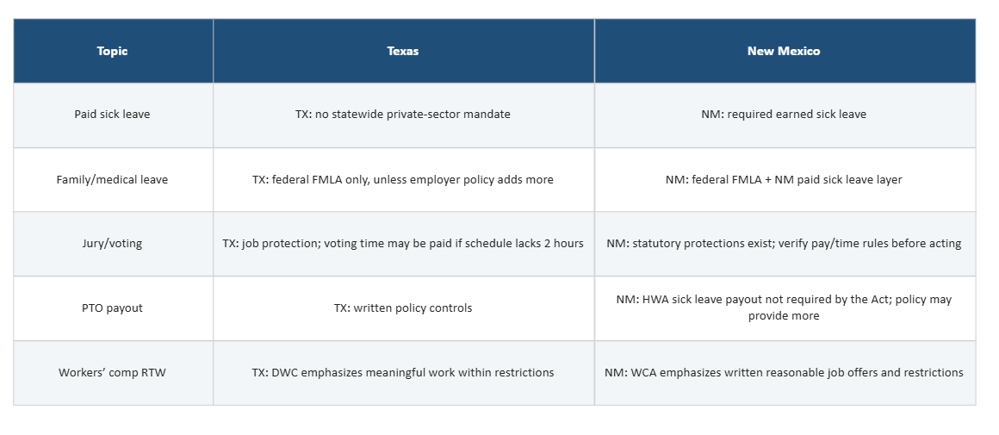 Topic
Texas
New Mexico
Paid sick leave
TX: no statewide private-sector mandate
NM: required earned sick leave
Family/medical leave
TX: federal FMLA only, unless employer policy adds more
NM: federal FMLA + NM paid sick leave layer
Jury/voting
TX: job protection; voting time may be paid if schedule lacks 2 hours
NM: statutory protections exist; verify pay/time rules before acting
PTO payout
TX: written policy controls
NM: HWA sick leave payout not required by the Act; policy may
provide more
Workers’ comp RTW
TX: DWC emphasizes meaningful work within restrictions
NM: WCA emphasizes written reasonable job offers and restrictions